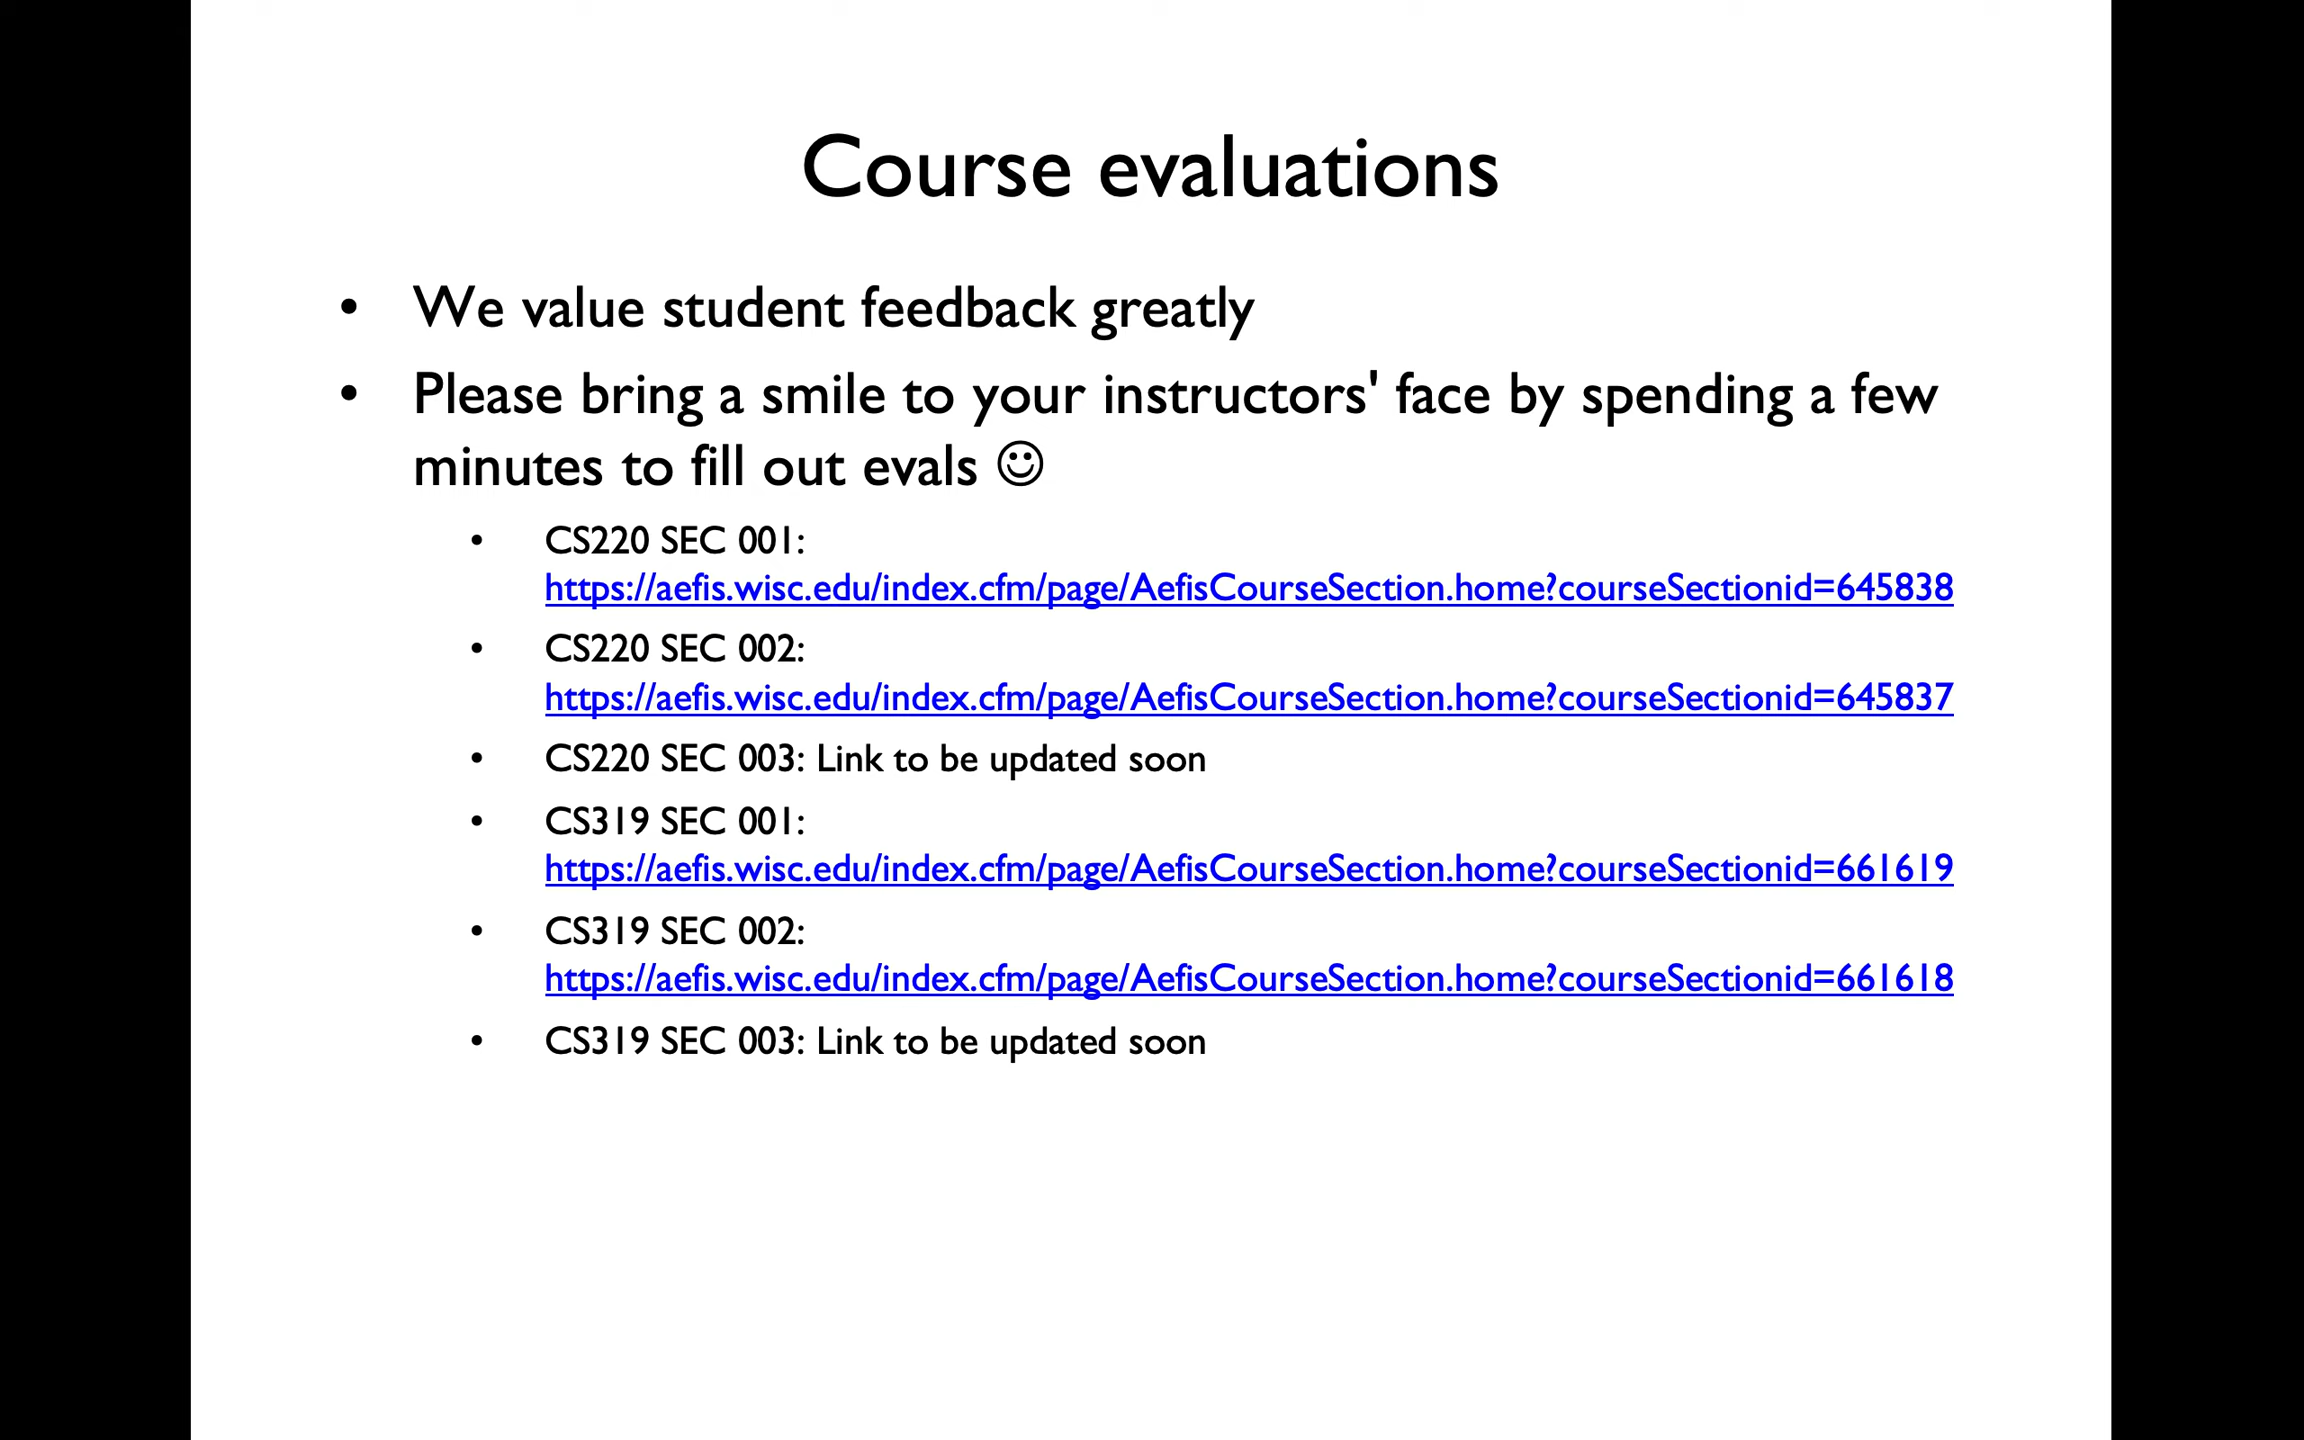 Course evaluations
• We value student feedback greatly
• Please bring a smile to your instructors' face by spending a few
minutes to fill out evals ☺
• CS220 SEC 001:
https://aefis.wisc.edu/index.cfm/page/AefisCourseSection.home?courseSectionid=645838
• CS220 SEC 002:
https://aefis.wisc.edu/index.cfm/page/AefisCourseSection.home?courseSectionid=645837
• CS220 SEC 003: Link to be updated soon
• CS319 SEC 001:
https://aefis.wisc.edu/index.cfm/page/AefisCourseSection.home?courseSectionid=661619
• CS319 SEC 002:
https://aefis.wisc.edu/index.cfm/page/AefisCourseSection.home?courseSectionid=661618
• CS319 SEC 003: Link to be updated soon